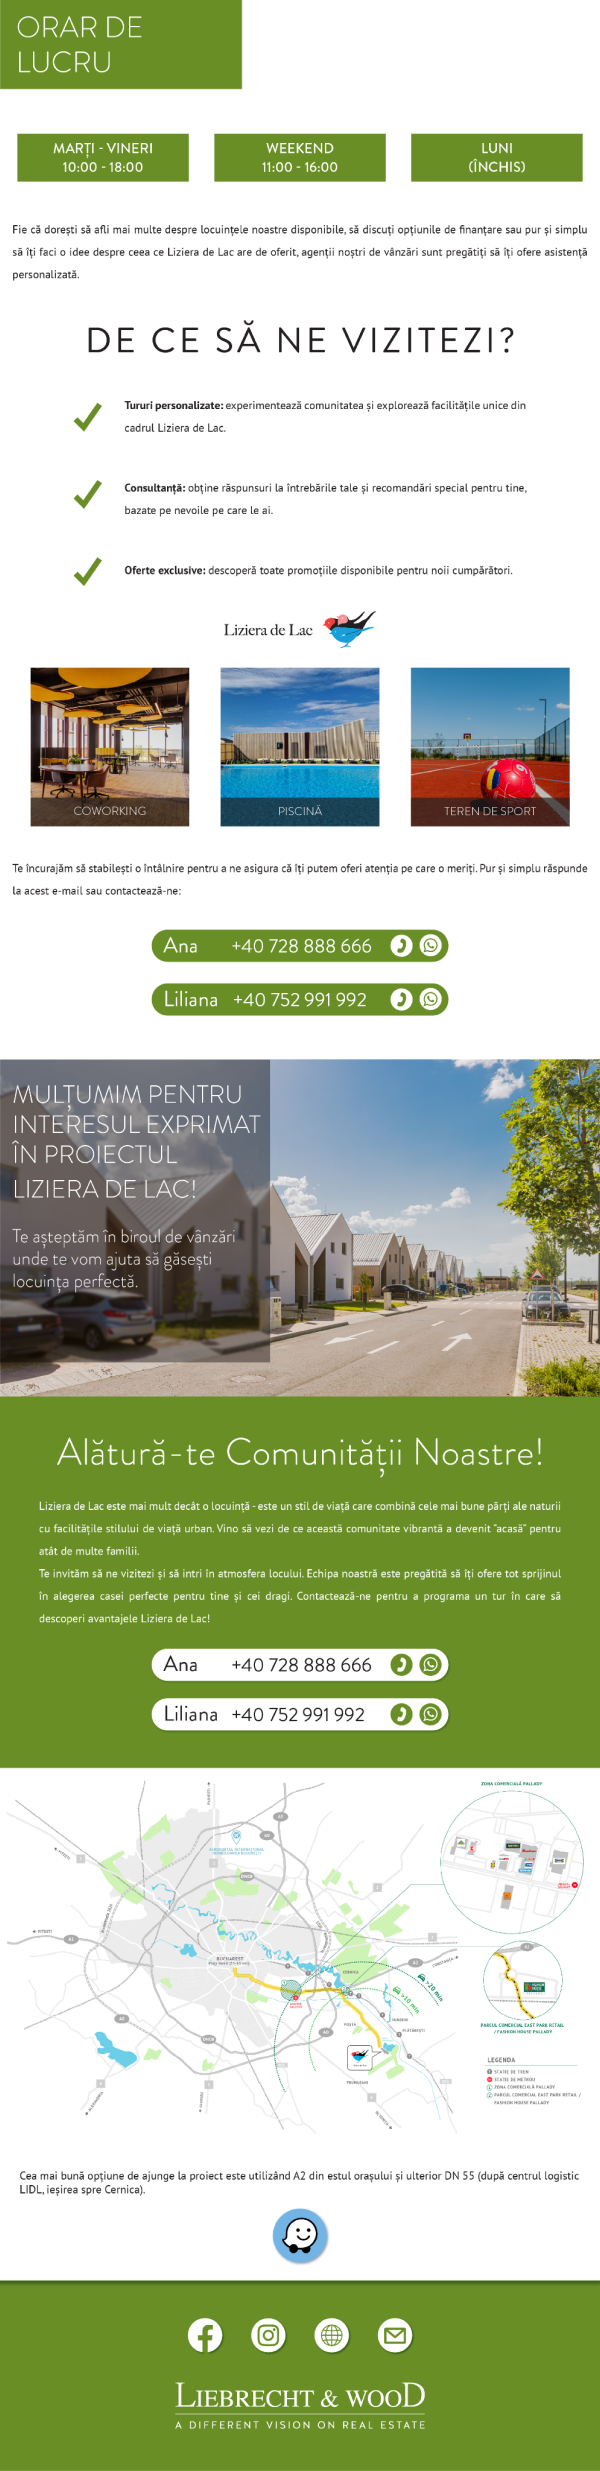 ORAR DE
LUCRU
MARȚI - VINERI
10:00 - 18:00
WEEKEND
11:00 - 16:00
LUNI
(ÎNCHIS)
Fie că dorești să afli mai multe despre locuințele noastre disponibile, să discuți opțiunile de finanțare sau pur și simplu
să îți faci o idee despre ceea ce Liziera de Lac are de oferit, agenții noștri de vânzări sunt pregătiți să îți ofere asistență
personalizată.
DE CE SĂ NE VIZITEZI?
Tururi personalizate: experimentează comunitatea și explorează facilitățile unice din
cadrul Liziera de Lac.
Consultanță: obține răspunsuri la întrebările tale și recomandări special pentru tine,
bazate pe nevoile pe care le ai.
Oferte exclusive: descoperă toate promoțiile disponibile pentru noii cumpărători.
Liziera de Lac
COWORKING
PISCINĂ
TEREN DE SPORT
Te încurajăm să stabilești o întâlnire pentru a ne asigura că îți putem oferi atenția pe care o meriți. Pur și simplu răspunde
la acest e-mail sau contactează-ne:
Ana +40 728 888 666
Liliana +40 752 991 992
MULȚUMIM PENTRU
INTERESUL EXPRIMAT
ÎN PROIECTUL
LIZIERA DE LAC!
Te așteptăm în biroul de vânzări
unde te vom ajuta să găsești
locuința perfectă.
Alătură-te Comunității Noastre!
Liziera de Lac este mai mult decât o locuință - este un stil de viață care combină cele mai bune părți ale naturii
cu facilitățile stilului de viață urban. Vino să vezi de ce această comunitate vibrantă a devenit "acasă" pentru
atât de multe familii.
Te invităm să ne vizitezi și să intri în atmosfera locului. Echipa noastră este pregătită să îți ofere tot sprijinul
în alegerea casei perfecte pentru tine și cei dragi. Contactează-ne pentru a programa un tur în care să
descoperi avantajele Liziera de Lac!
Ana +40 728 888 666
Liliana +40 752 991 992
ZONA COMERCIALĂ PALLADY
BUCHAREST
CERNICA
>20 min
>10 min
PARCUL COMERCIAL EAST PARK RETAIL
/ FASHION HOUSE PALLADY
LEGENDA
STATIE DE TREN
STATIE DE METROU
ZONA COMERCIALĂ PALLADY
PARCUL COMERCIAL EAST PARK RETAIL /
FASHION HOUSE PALLADY
Cea mai bună opțiune de ajunge la proiect este utilizând A2 din estul orașului și ulterior DN 55 (după centrul logistic
LIDL, ieșirea spre Cernica).
LIEBRECHT & WOOD
A DIFFERENT VISION ON REAL ESTATE